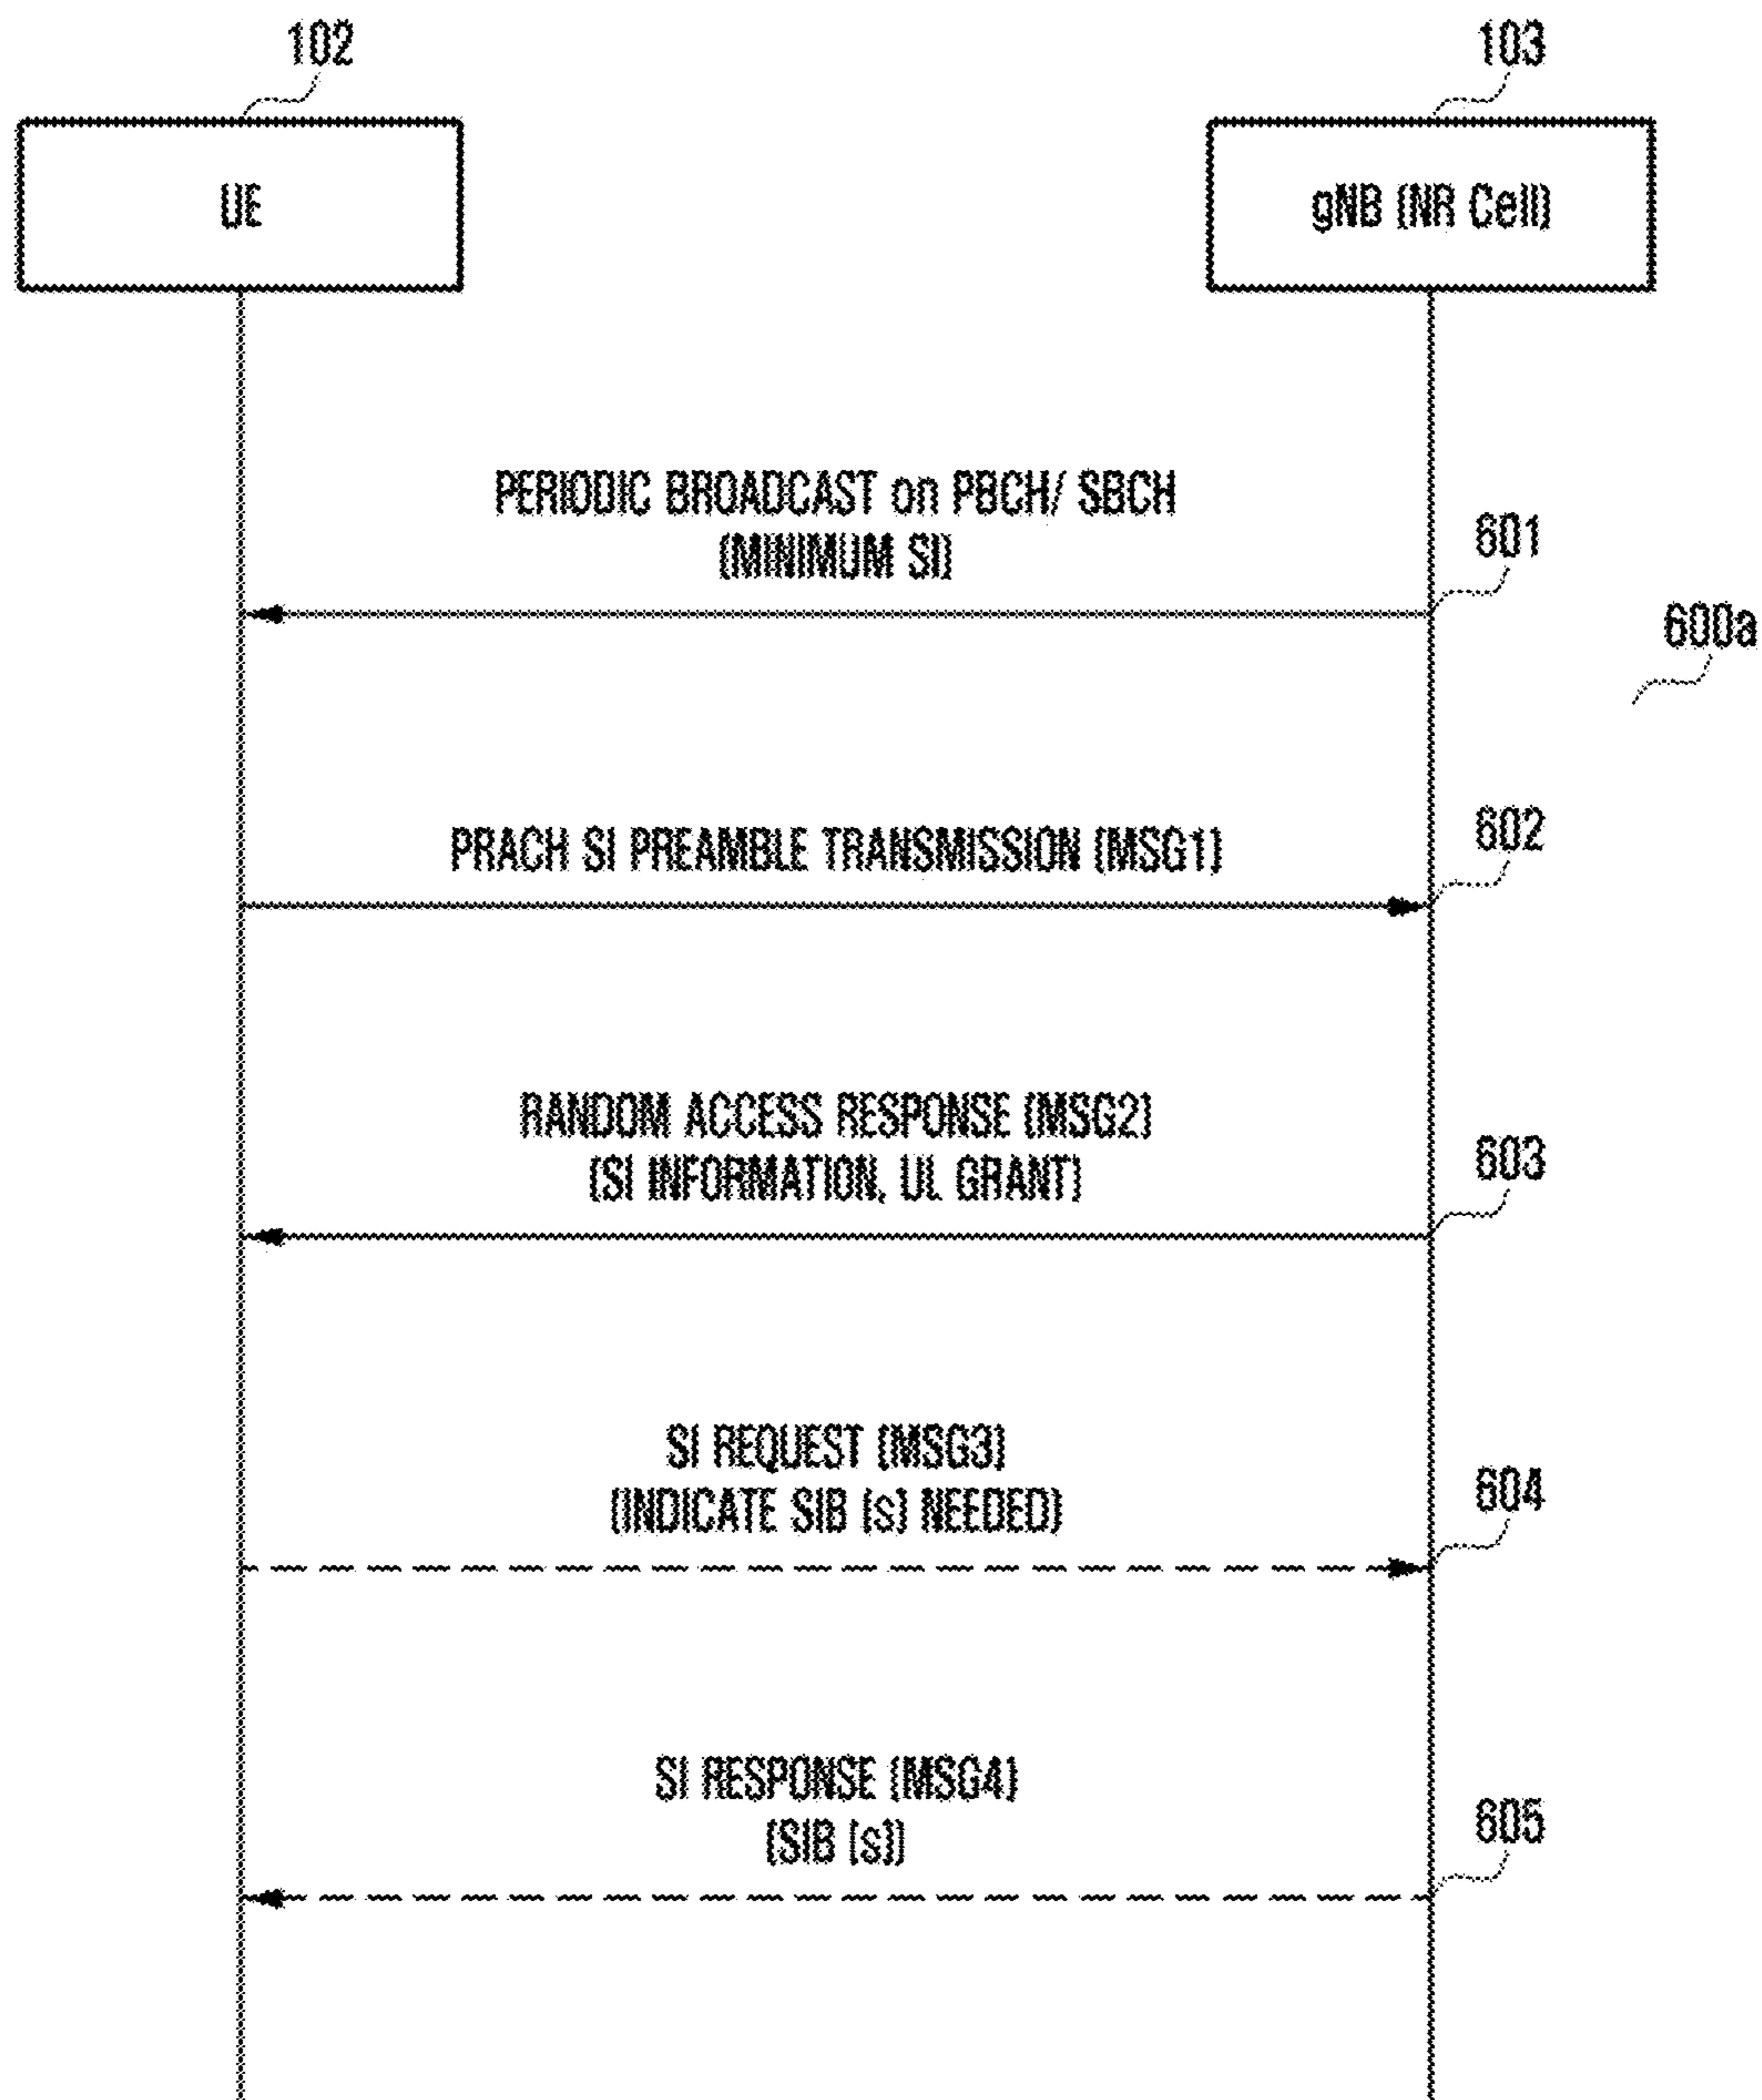 102
103
UE
gNB (NR Cell)
PERIODIC BROADCAST on PBCH/ SBCH
(MINIMUM SI)
601
600a
PRACH SI PREAMBLE TRANSMISSION (MSG1)
602
RANDOM ACCESS RESPONSE (MSG2)
(SI INFORMATION, UL GRANT)
603
SI REQUEST (MSG3)
(INDICATE SIB (s) NEEDED)
604
SI RESPONSE (MSG4)
(SIB (s))
605